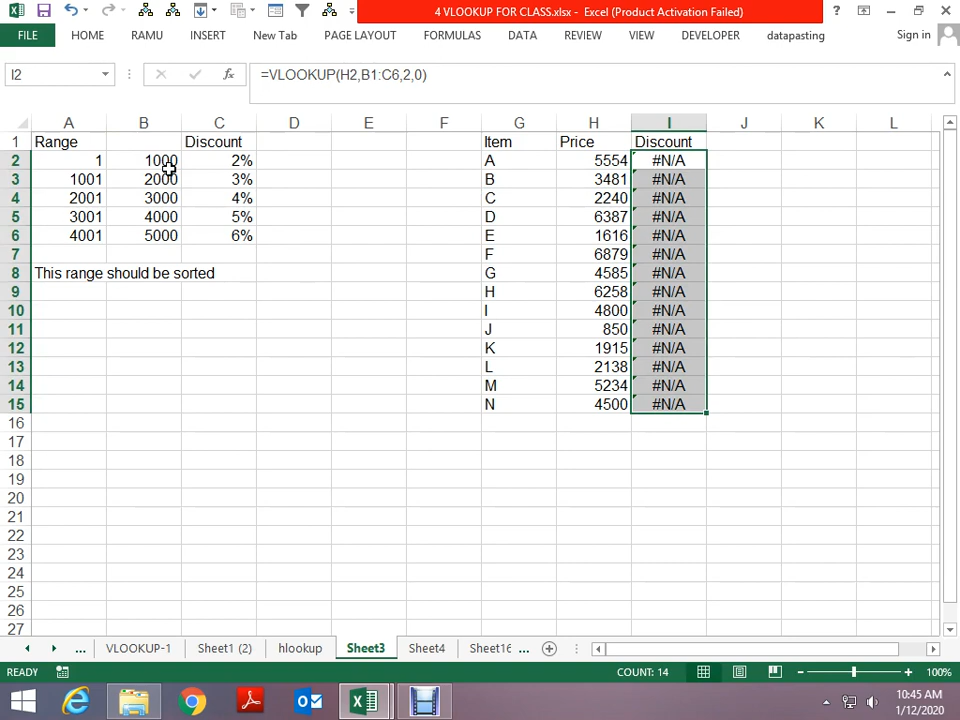 4 VLOOKUP FOR CLASS.xlsx - Excel (Product Activation Failed)
FILE HOME RAMU INSERT New Tab PAGE LAYOUT FORMULAS DATA REVIEW VIEW DEVELOPER datapasting Sign in
I2 fx =VLOOKUP(H2,B1:C6,2,0)
A B C D E F G H I J K L
1 Range Discount Item Price Discount
2 1 1000 2% A 5554 #N/A
3 1001 2000 3% B 3481 #N/A
4 2001 3000 4% C 2240 #N/A
5 3001 4000 5% D 6387 #N/A
6 4001 5000 6% E 1616 #N/A
7 F 6879 #N/A
8 This range should be sorted G 4585 #N/A
9 H 6258 #N/A
10 I 4800 #N/A
11 J 850 #N/A
12 K 1915 #N/A
13 L 2138 #N/A
14 M 5234 #N/A
15 N 4500 #N/A
16
17
18
19
20
21
22
23
24
25
26
27
... VLOOKUP-1 Sheet1 (2) hlookup Sheet3 Sheet4 Sheet16 ...
READY COUNT: 14 100%
10:45 AM
1/12/2020